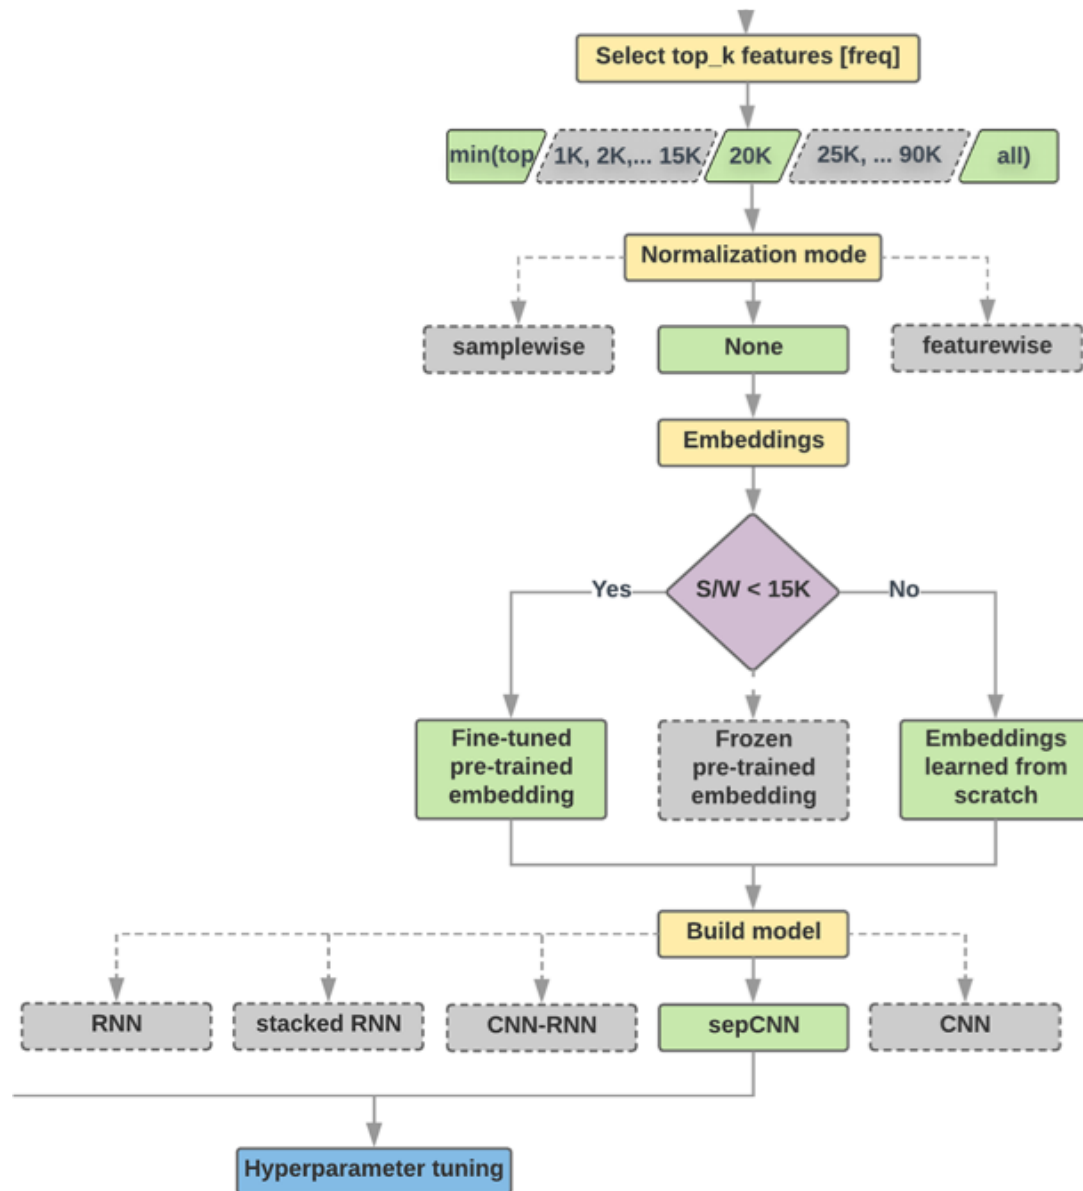 Select top_k features [freq]
min(top 1K, 2K,... 15K 20K 25K, ... 90K all)
Normalization mode
samplewise None featurewise
Embeddings
Yes S/W < 15K No
Fine-tuned
pre-trained
embedding
Frozen
pre-trained
embedding
Embeddings
learned from
scratch
Build model
RNN stacked RNN CNN-RNN sepCNN CNN
Hyperparameter tuning